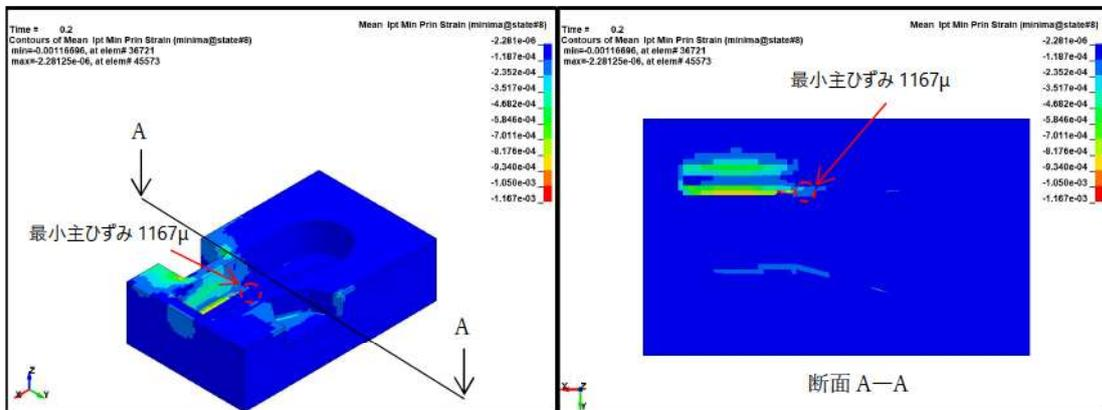 Time = 0.2
Contours of Mean Ipt Min Prin Strain (minima@state#8)
min=-0.00116696, at elem# 36721
max=-2.28125e-06, at elem# 45573
Mean Ipt Min Prin Strain (minima@state#8)
-2.281e-06
-1.187e-04
-2.352e-04
-3.517e-04
-4.682e-04
-5.846e-04
-7.011e-04
-8.176e-04
-9.340e-04
-1.050e-03
-1.167e-03
A
最小主ひずみ 1167μ
A
Z
X
Y
Time = 0.2
Contours of Mean Ipt Min Prin Strain (minima@state#8)
min=-0.00116696, at elem# 36721
max=-2.28125e-06, at elem# 45573
Mean Ipt Min Prin Strain (minima@state#8)
-2.281e-06
-1.187e-04
-2.352e-04
-3.517e-04
-4.682e-04
-5.846e-04
-7.011e-04
-8.176e-04
-9.340e-04
-1.050e-03
-1.167e-03
最小主ひずみ 1167μ
断面 A—A
X
Z
Y